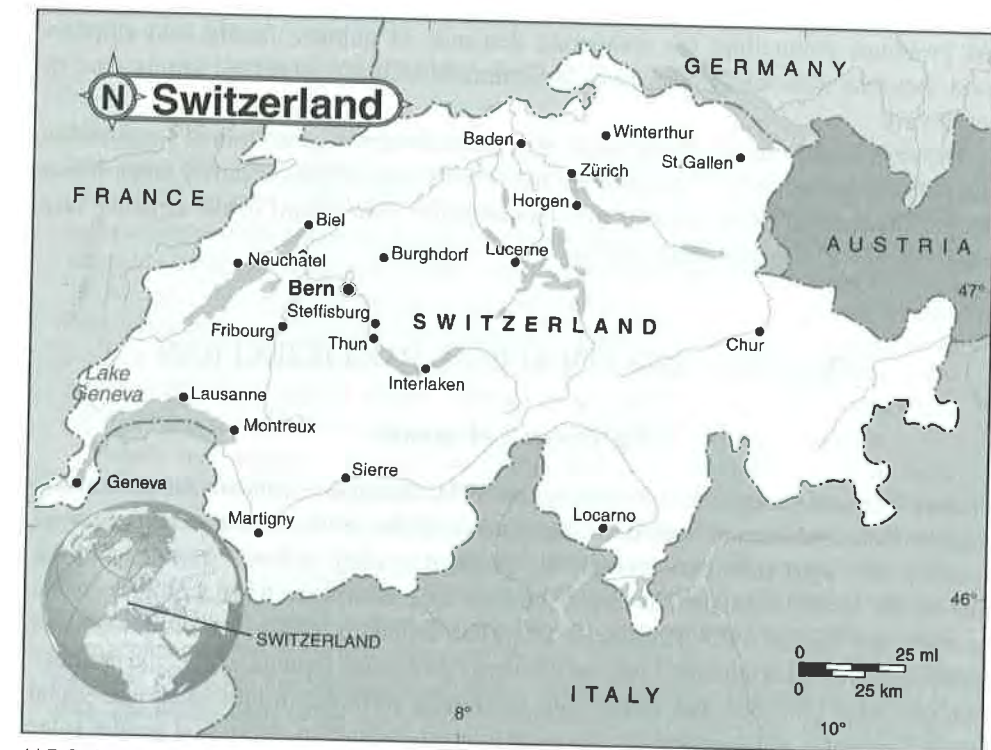 GERMANY
N Switzerland
Baden
Winterthur
St.Gallen
Zürich
FRANCE
Horgen
Biel
AUSTRIA
Neuchâtel
Burghdorf
Lucerne
Bern
47°
Steffisburg
SWITZERLAND
Fribourg
Thun
Chur
Interlaken
Lake
Geneva
Lausanne
Montreux
Sierre
Geneva
Martigny
Locarno
46°
SWITZERLAND
0 25 ml
0 25 km
ITALY
8°
10°